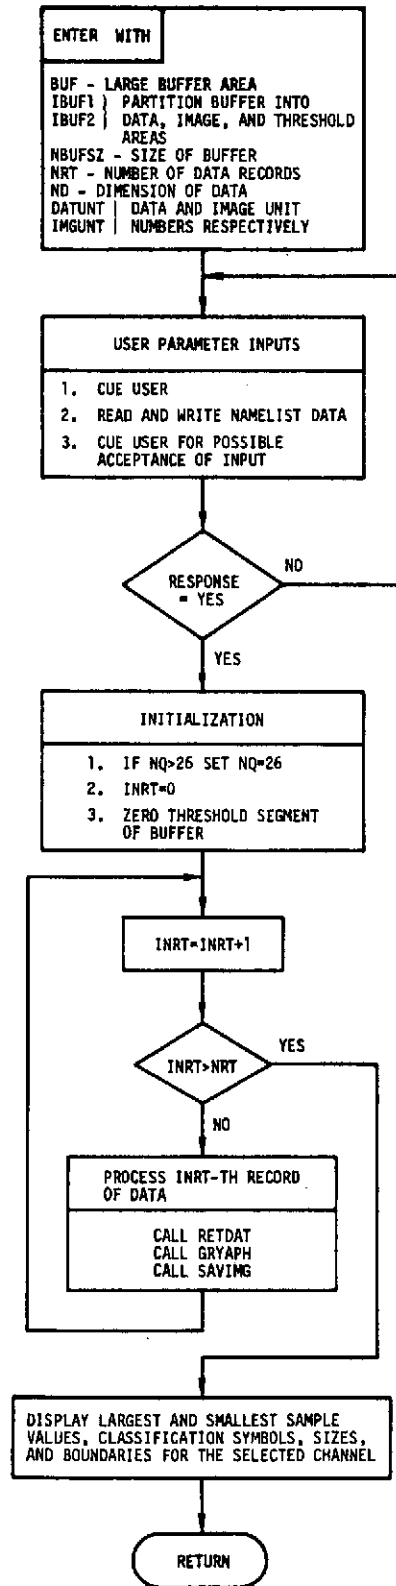 ENTER WITH
BUF - LARGE BUFFER AREA
IBUF1 } PARTITION BUFFER INTO
IBUF2 | DATA, IMAGE, AND THRESHOLD
AREAS
NBUFSZ - SIZE OF BUFFER
NRT - NUMBER OF DATA RECORDS
ND - DIMENSION OF DATA
DATUNT | DATA AND IMAGE UNIT
IMGUNT | NUMBERS RESPECTIVELY
USER PARAMETER INPUTS
1. CUE USER
2. READ AND WRITE NAMELIST DATA
3. CUE USER FOR POSSIBLE
ACCEPTANCE OF INPUT
RESPONSE
= YES
NO
YES
INITIALIZATION
1. IF NQ>26 SET NQ=26
2. INRT=0
3. ZERO THRESHOLD SEGMENT
OF BUFFER
INRT=INRT+1
INRT>NRT
YES
NO
PROCESS INRT-TH RECORD
OF DATA
CALL RETDAT
CALL GRYAPH
CALL SAVIMG
DISPLAY LARGEST AND SMALLEST SAMPLE
VALUES, CLASSIFICATION SYMBOLS, SIZES,
AND BOUNDARIES FOR THE SELECTED CHANNEL
RETURN